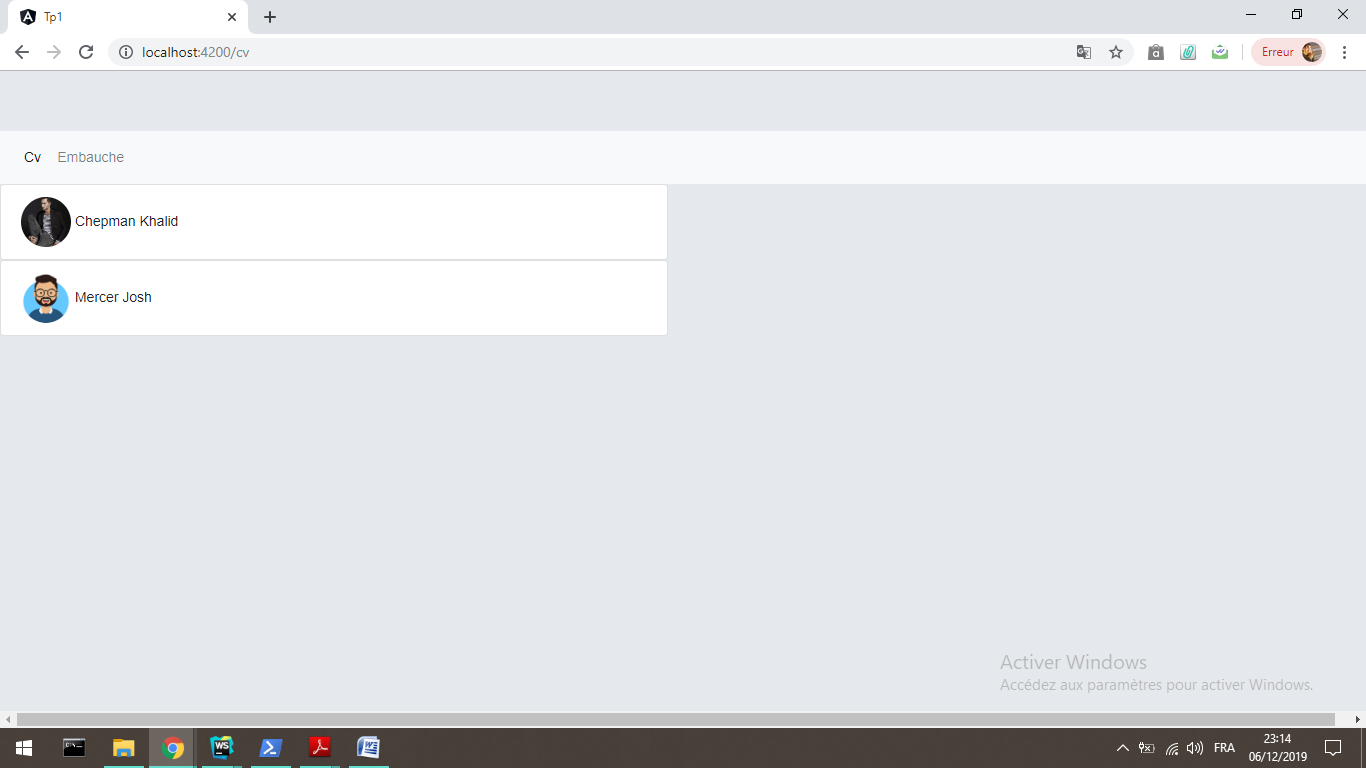 Tp1
localhost:4200/cv
Erreur
Cv Embauche
Chepman Khalid
Mercer Josh
Activer Windows
Accédez aux paramètres pour activer Windows.
FRA
23:14
06/12/2019